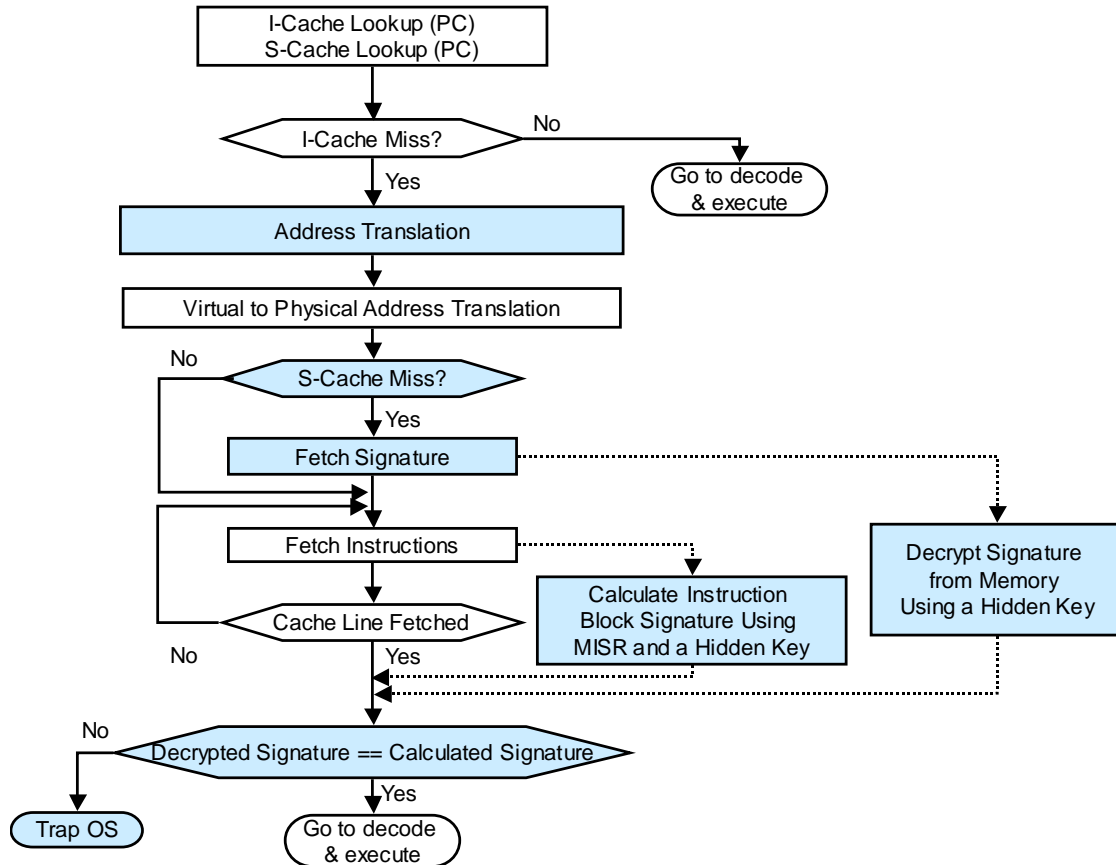 I-Cache Lookup (PC)
S-Cache Lookup (PC)
I-Cache Miss?
No
Go to decode
& execute
Yes
Address Translation
Virtual to Physical Address Translation
No
S-Cache Miss?
Yes
Fetch Signature
Fetch Instructions
Decrypt Signature
from Memory
Using a Hidden Key
Calculate Instruction
Block Signature Using
MISR and a Hidden Key
Cache Line Fetched
No
Yes
No
Decrypted Signature == Calculated Signature
Yes
Trap OS
Go to decode
& execute